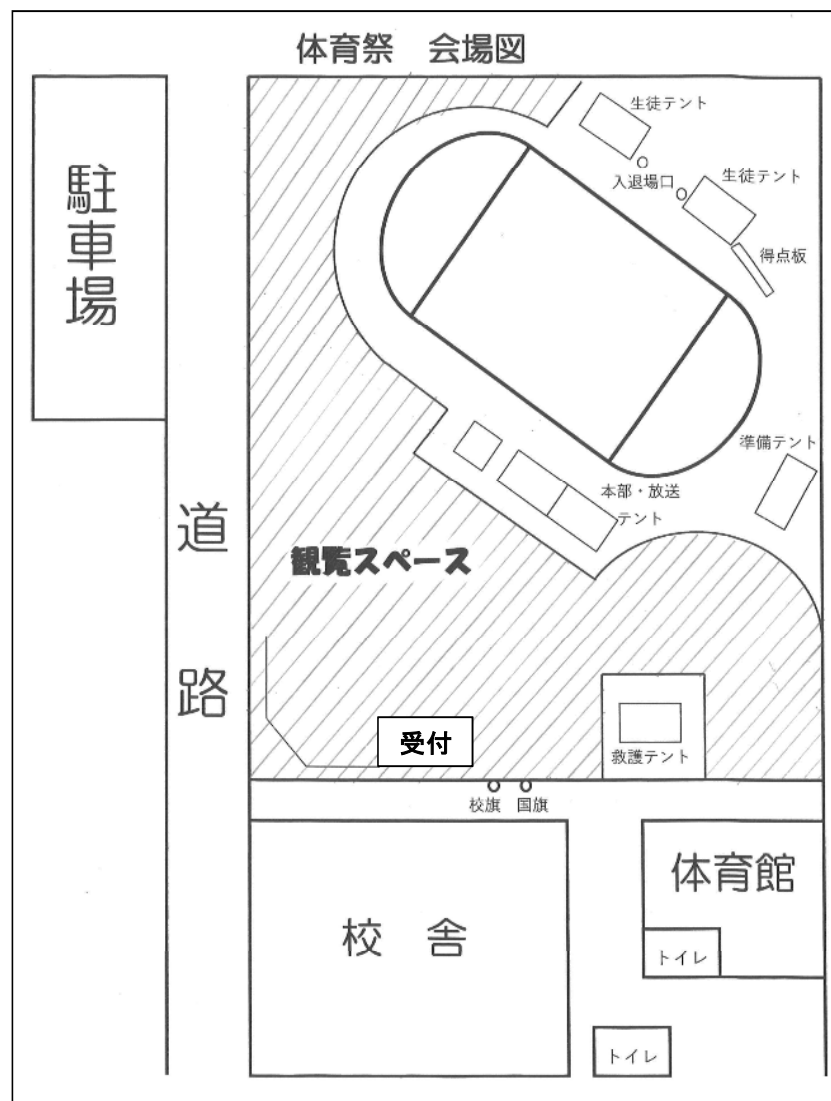 体育祭　会場図
生徒テント
駐車場
入退場口
生徒テント
得点板
準備テント
本部・放送
テント
道路
観覧スペース
受付
救護テント
校旗
国旗
体育館
校　舎
トイレ
トイレ